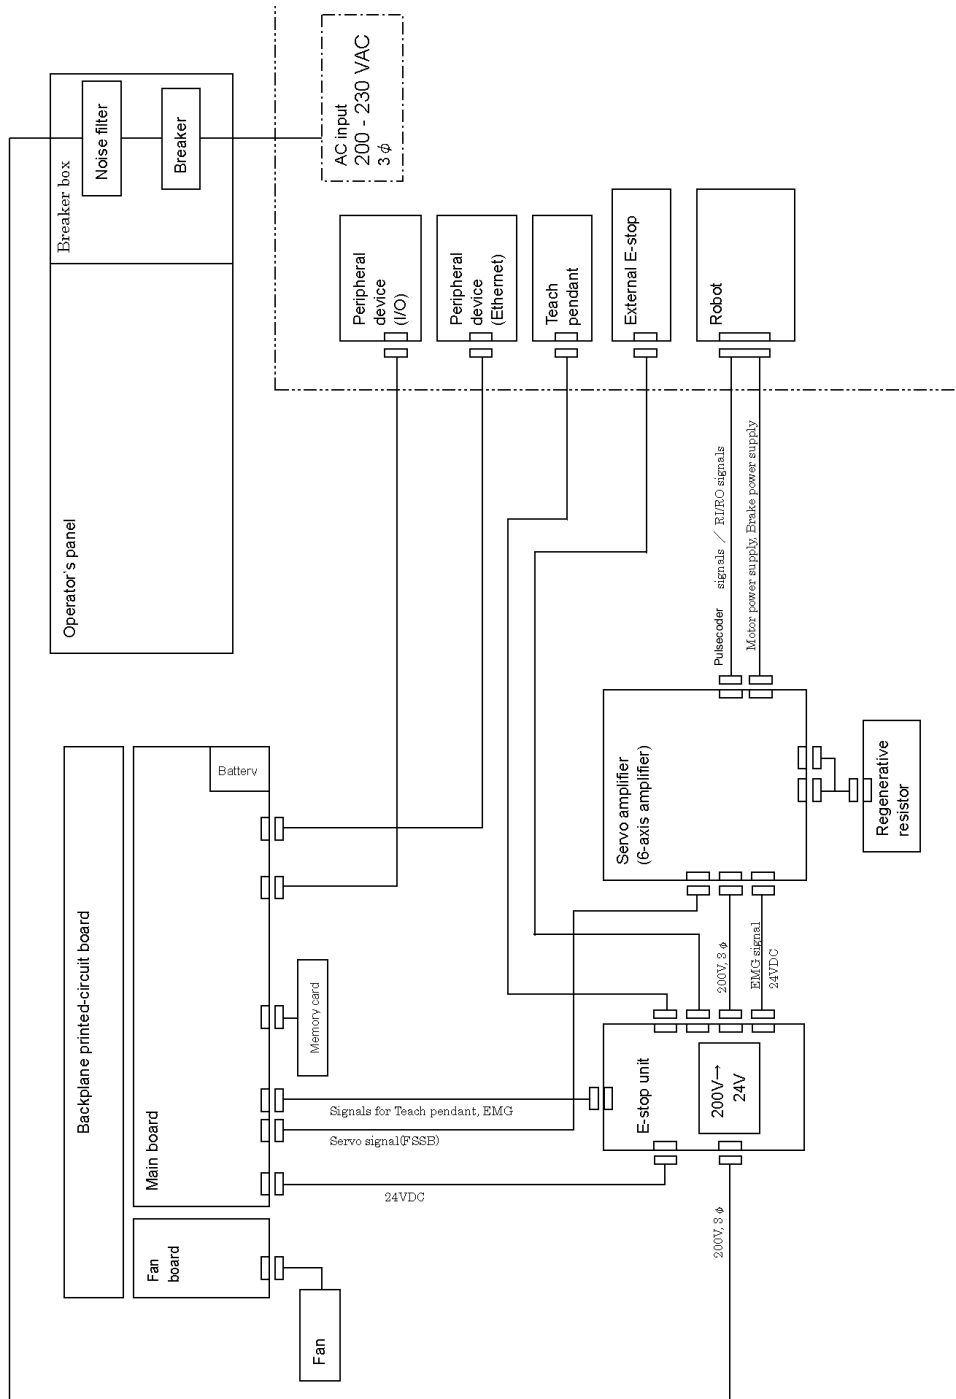 Noise filter
Breaker
Breaker box
AC input
200 - 230 VAC
3 φ
Operator's panel
Peripheral
device
(I/O)
Peripheral
device
(Ethernet)
Teach
pendant
External E-stop
Robot
Pulsecoder signals / RI/RO signals
Motor power supply, Brake power supply
Backplane printed-circuit board
Main board
Battery
Memory card
Servo amplifier
(6-axis amplifier)
Regenerative
resistor
200V, 3 φ
EMG signal
24VDC
E-stop unit
200V→
24V
Signals for Teach pendant, EMG
Servo signal(FSSB)
24VDC
200V, 3 φ
Fan
board
Fan